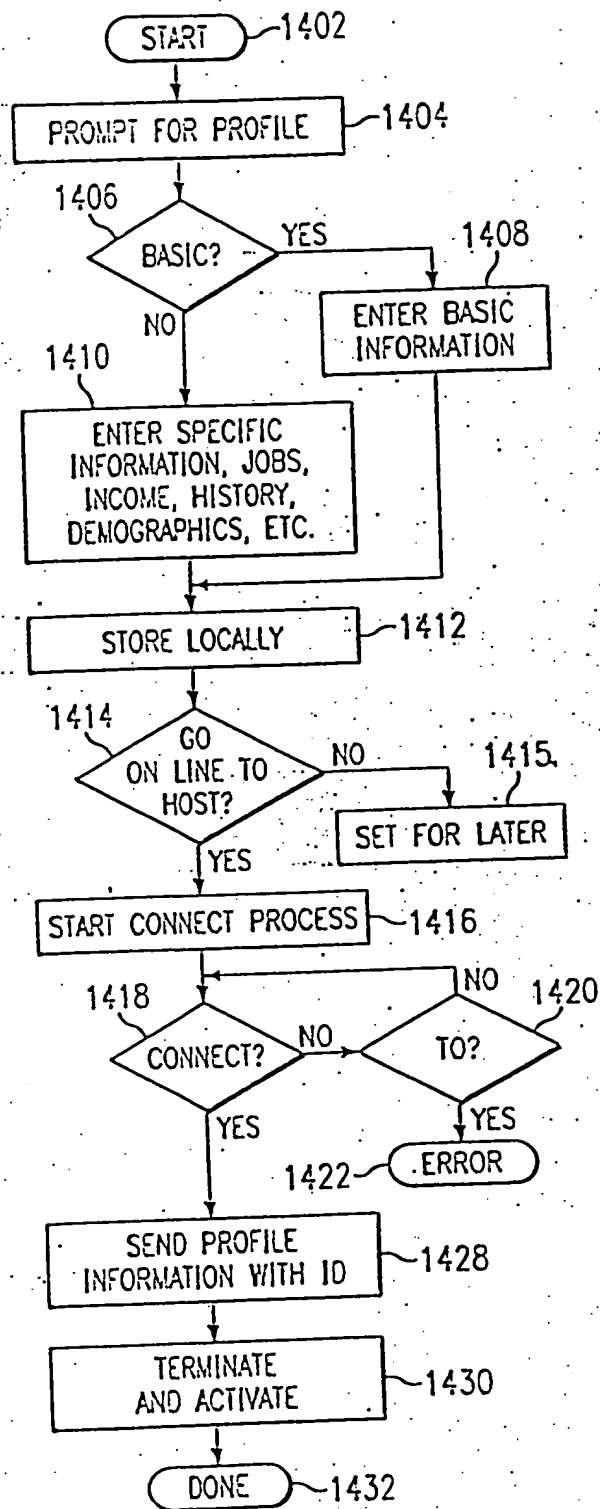 START
1402
PROMPT FOR PROFILE
1404
1406
BASIC?
YES
1408
NO
ENTER BASIC
INFORMATION
1410
ENTER SPECIFIC
INFORMATION, JOBS,
INCOME, HISTORY,
DEMOGRAPHICS, ETC.
STORE LOCALLY
1412
1414
GO
ON LINE TO
HOST?
NO
1415
YES
SET FOR LATER
START CONNECT PROCESS
1416
1418
NO
1420
CONNECT?
NO
TO?
YES
YES
1422
ERROR
SEND PROFILE
INFORMATION WITH ID
1428
TERMINATE
AND ACTIVATE
1430
DONE
1432